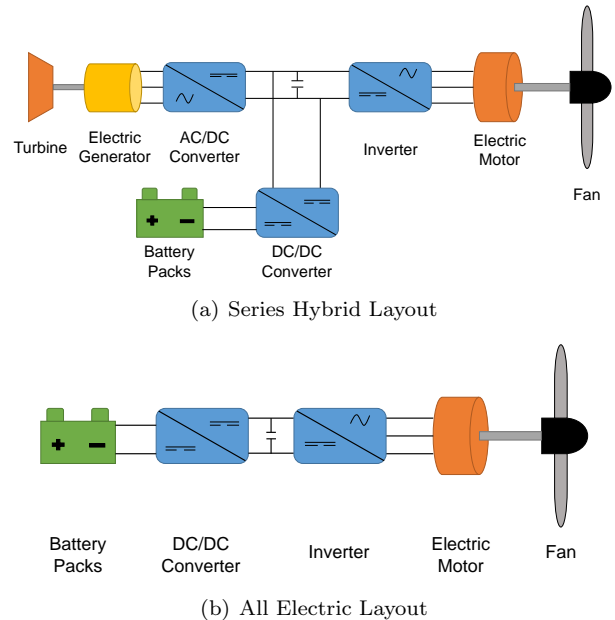 Turbine
Electric
Generator
AC/DC
Converter
Inverter
Electric
Motor
Fan
+ −
Battery
Packs
DC/DC
Converter
(a) Series Hybrid Layout
+ −
Battery
Packs
DC/DC
Converter
Inverter
Electric
Motor
Fan
(b) All Electric Layout